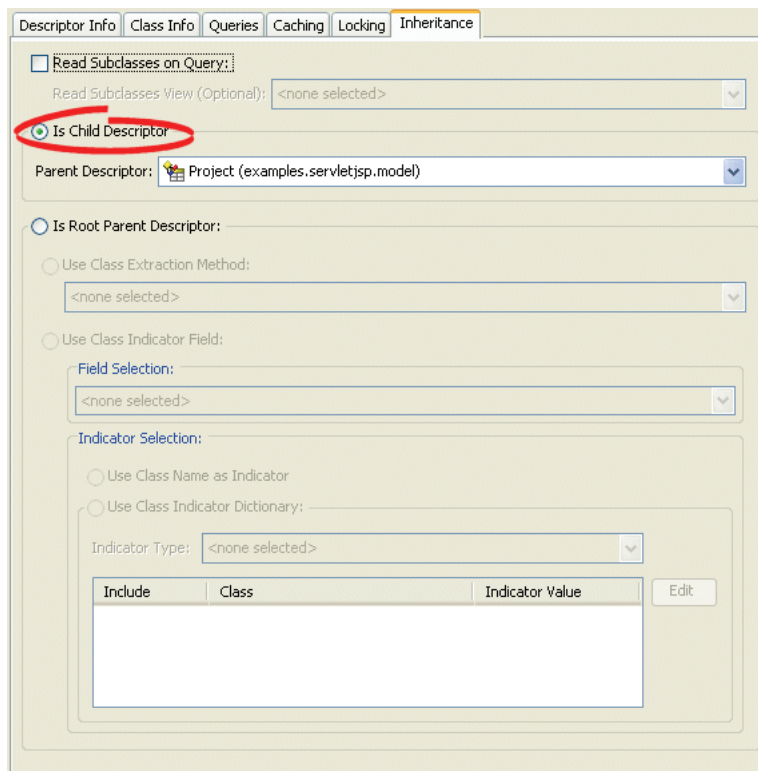 Descriptor Info Class Info Queries Caching Locking Inheritance
Read Subclasses on Query:
Read Subclasses View (Optional): <none selected>
Is Child Descriptor
Parent Descriptor: Project (examples.servletjsp.model)
Is Root Parent Descriptor:
Use Class Extraction Method:
<none selected>
Use Class Indicator Field:
Field Selection:
<none selected>
Indicator Selection:
Use Class Name as Indicator
Use Class Indicator Dictionary:
Indicator Type: <none selected>
Include Class Indicator Value Edit